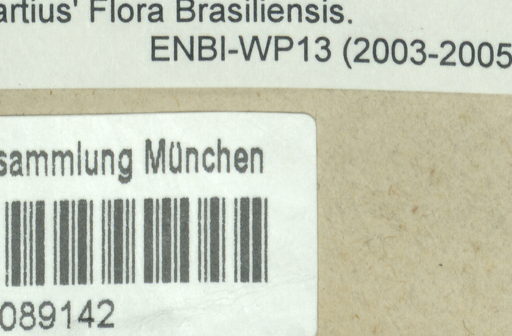 artius' Flora Brasiliensis.
ENBI-WP13 (2003-2005
sammlung München
089142